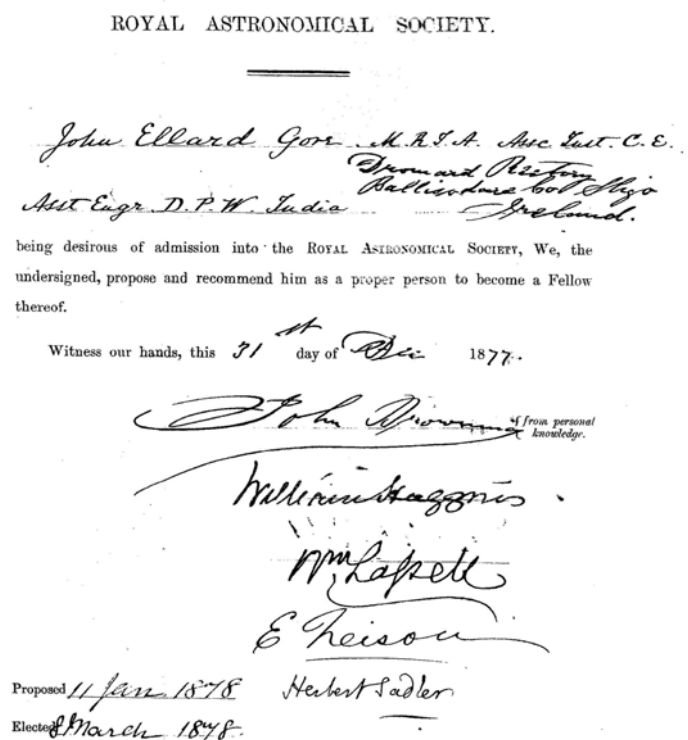 ROYAL ASTRONOMICAL SOCIETY.
John Ellard Gore M.R.I.A. Assc Inst. C.E.
Dromard Rectory
Ballisodare Co Sligo
Asst Engr. D.P.W. India Ireland.
being desirous of admission into the ROYAL ASTRONOMICAL SOCIETY, We, the
undersigned, propose and recommend him as a proper person to become a Fellow
thereof.
Witness our hands, this 31st day of Dec 1877.
John Browning
from personal
knowledge.
William Huggins
Wm Lassell
E Neison
Proposed 11 Jan. 1878 Herbert Sadler
Elected 8 March 1878.